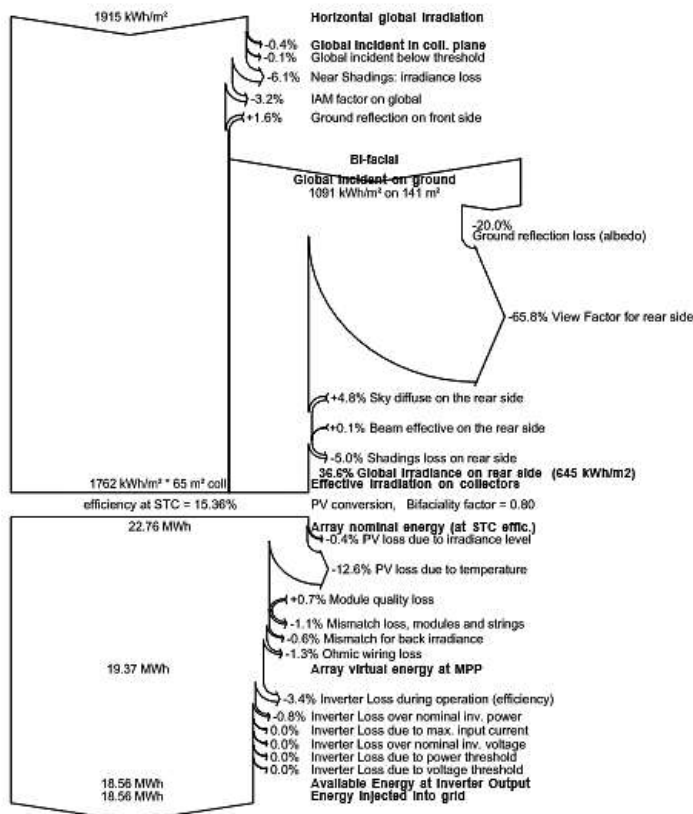 1915 kWh/m² Horizontal global irradiation
-0.4% Global incident in coll. plane
-0.1% Global incident below threshold
-6.1% Near Shadings: irradiance loss
-3.2% IAM factor on global
+1.6% Ground reflection on front side
Bi-facial
Global incident on ground
1091 kWh/m² on 141 m²
-20.0%
Ground reflection loss (albedo)
-65.8% View Factor for rear side
+4.8% Sky diffuse on the rear side
+0.1% Beam effective on the rear side
-5.0% Shadings loss on rear side
36.6% Global Irradiance on rear side (645 kWh/m2)
1762 kWh/m² * 65 m² coll Effective irradiation on collectors
efficiency at STC = 15.36% PV conversion, Bifaciality factor = 0.80
22.76 MWh Array nominal energy (at STC effic.)
-0.4% PV loss due to irradiance level
-12.6% PV loss due to temperature
+0.7% Module quality loss
-1.1% Mismatch loss, modules and strings
-0.6% Mismatch for back irradiance
-1.3% Ohmic wiring loss
19.37 MWh Array virtual energy at MPP
-3.4% Inverter Loss during operation (efficiency)
-0.8% Inverter Loss over nominal inv. power
0.0% Inverter Loss due to max. input current
0.0% Inverter Loss over nominal inv. voltage
0.0% Inverter Loss due to power threshold
0.0% Inverter Loss due to voltage threshold
18.56 MWh Available Energy at Inverter Output
18.56 MWh Energy injected into grid